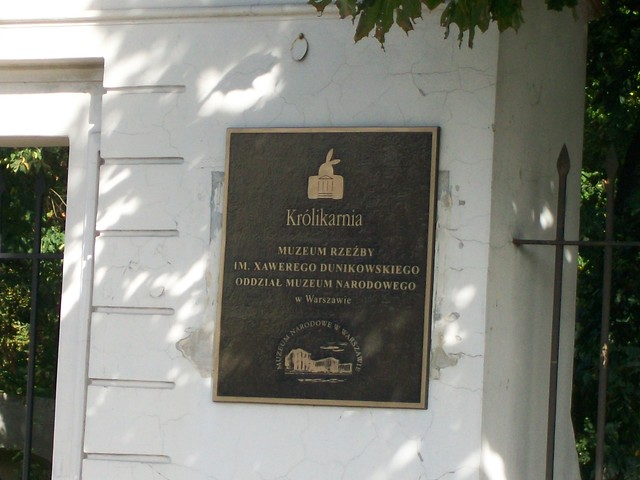 Królikarnia
MUZEUM RZEŹBY
IM. XAWEREGO DUNIKOWSKIEGO
ODDZIAŁ MUZEUM NARODOWEGO
w Warszawie
MUZEUM NARODOWE W WARSZAWIE